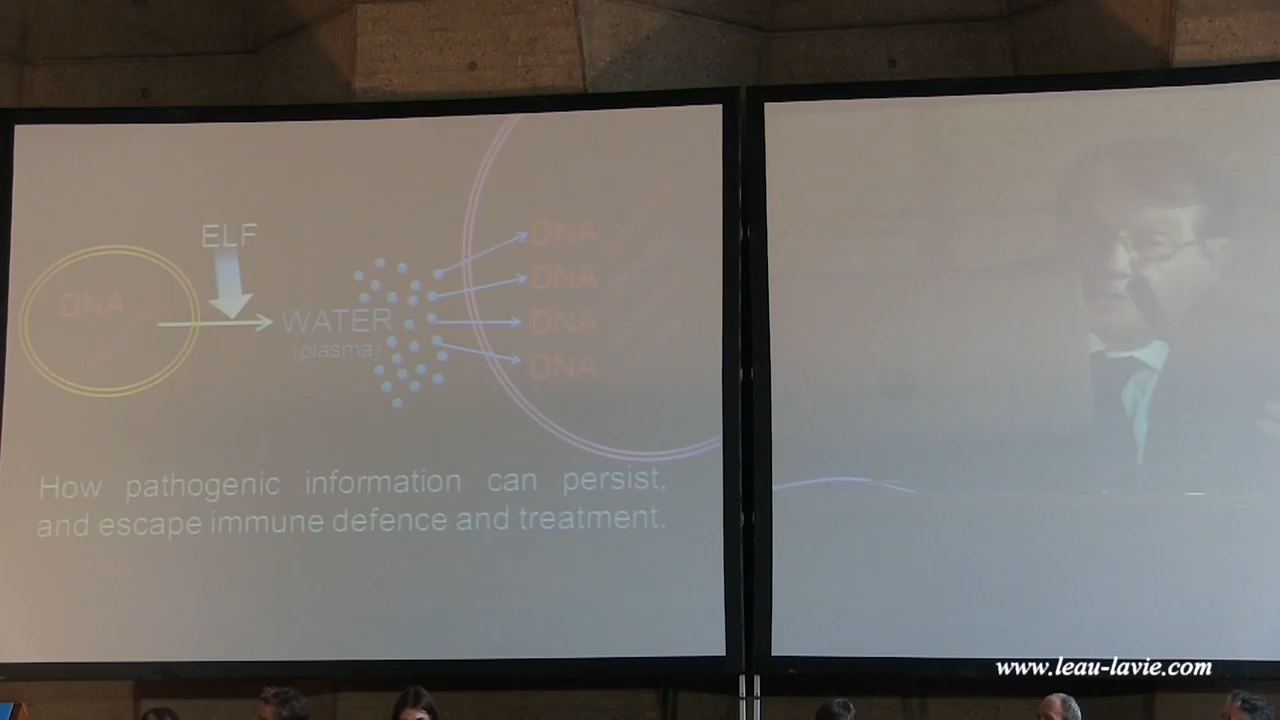 ELF
DNA
WATER
(plasma)
DNA
DNA
DNA
DNA
How pathogenic information can persist,
and escape immune defence and treatment.
www.leau-lavie.com